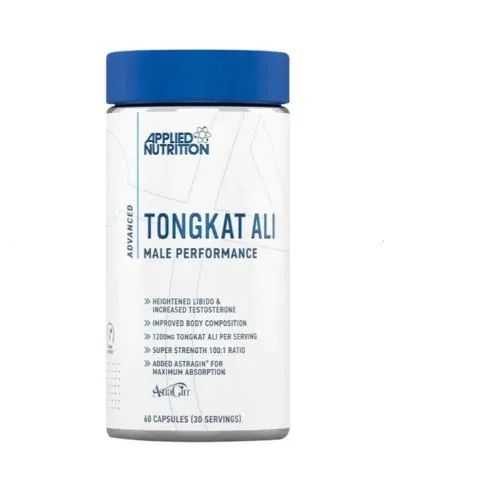 APPLIED
NUTRITION
ADVANCED
TONGKAT ALI
MALE PERFORMANCE
» HEIGHTENED LIBIDO &
INCREASED TESTOSTERONE
» IMPROVED BODY COMPOSITION
» 1200MG TONGKAT ALI PER SERVING
» SUPER STRENGTH 100:1 RATIO
» ADDED ASTRAGIN® FOR
MAXIMUM ABSORPTION
AstraGin
60 CAPSULES (30 SERVINGS)